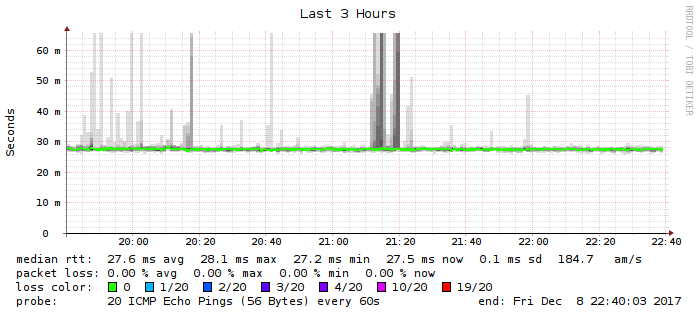 Last 3 Hours
RRDTOOL / TOBI OETIKER
Seconds
60 m
50 m
40 m
30 m
20 m
10 m
0
20:00 20:20 20:40 21:00 21:20 21:40 22:00 22:20 22:40
median rtt: 27.6 ms avg 28.1 ms max 27.2 ms min 27.5 ms now 0.1 ms sd 184.7 am/s
packet loss: 0.00 % avg 0.00 % max 0.00 % min 0.00 % now
loss color: 0 1/20 2/20 3/20 4/20 10/20 19/20
probe: 20 ICMP Echo Pings (56 Bytes) every 60s end: Fri Dec 8 22:40:03 2017